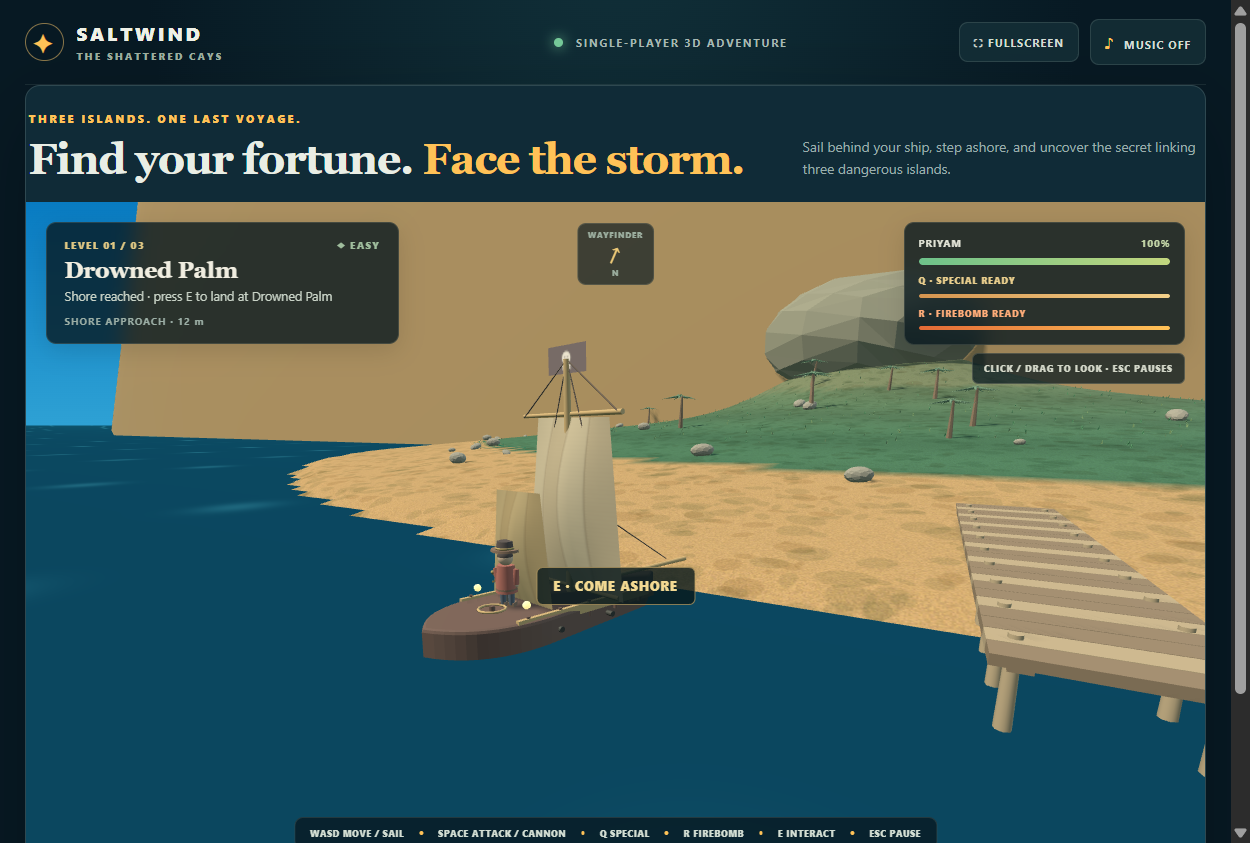 SALTWIND
THE SHATTERED CAYS
SINGLE-PLAYER 3D ADVENTURE
FULLSCREEN
MUSIC OFF
THREE ISLANDS. ONE LAST VOYAGE.
Find your fortune. Face the storm.
Sail behind your ship, step ashore, and uncover the secret linking
three dangerous islands.
LEVEL 01 / 03
◆ EASY
Drowned Palm
Shore reached · press E to land at Drowned Palm
SHORE APPROACH · 12 m
WAYFINDER
N
PRIYAM
100%
Q · SPECIAL READY
R · FIREBOMB READY
CLICK / DRAG TO LOOK · ESC PAUSES
E · COME ASHORE
WASD MOVE / SAIL • SPACE ATTACK / CANNON • Q SPECIAL • R FIREBOMB • E INTERACT • ESC PAUSE